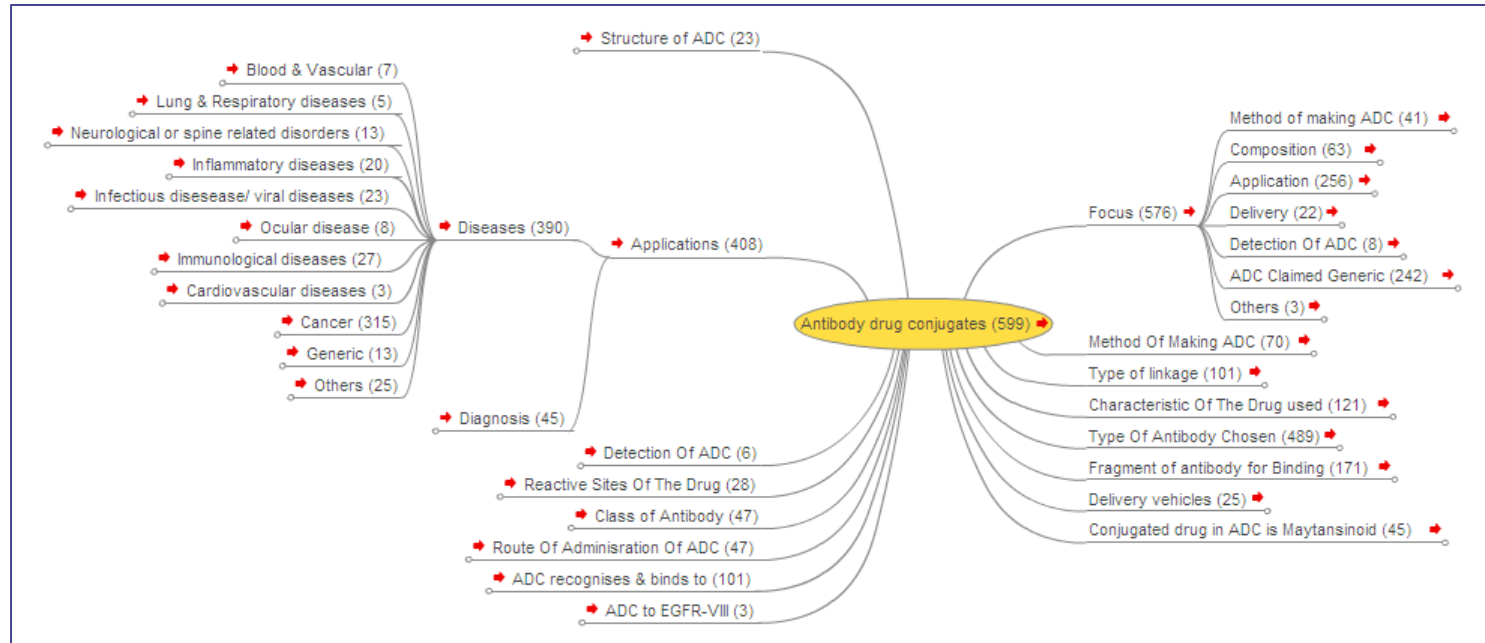 Structure of ADC (23)
Blood & Vascular (7)
Lung & Respiratory diseases (5)
Neurological or spine related disorders (13)
Inflammatory diseases (20)
Infectious disesease/ viral diseases (23)
Ocular disease (8)
Immunological diseases (27)
Cardiovascular diseases (3)
Cancer (315)
Generic (13)
Others (25)
Diseases (390)
Diagnosis (45)
Applications (408)
Detection Of ADC (6)
Reactive Sites Of The Drug (28)
Class of Antibody (47)
Route Of Adminisration Of ADC (47)
ADC recognises & binds to (101)
ADC to EGFR-VIII (3)
Antibody drug conjugates (599)
Focus (576)
Method of making ADC (41)
Composition (63)
Application (256)
Delivery (22)
Detection Of ADC (8)
ADC Claimed Generic (242)
Others (3)
Method Of Making ADC (70)
Type of linkage (101)
Characteristic Of The Drug used (121)
Type Of Antibody Chosen (489)
Fragment of antibody for Binding (171)
Delivery vehicles (25)
Conjugated drug in ADC is Maytansinoid (45)